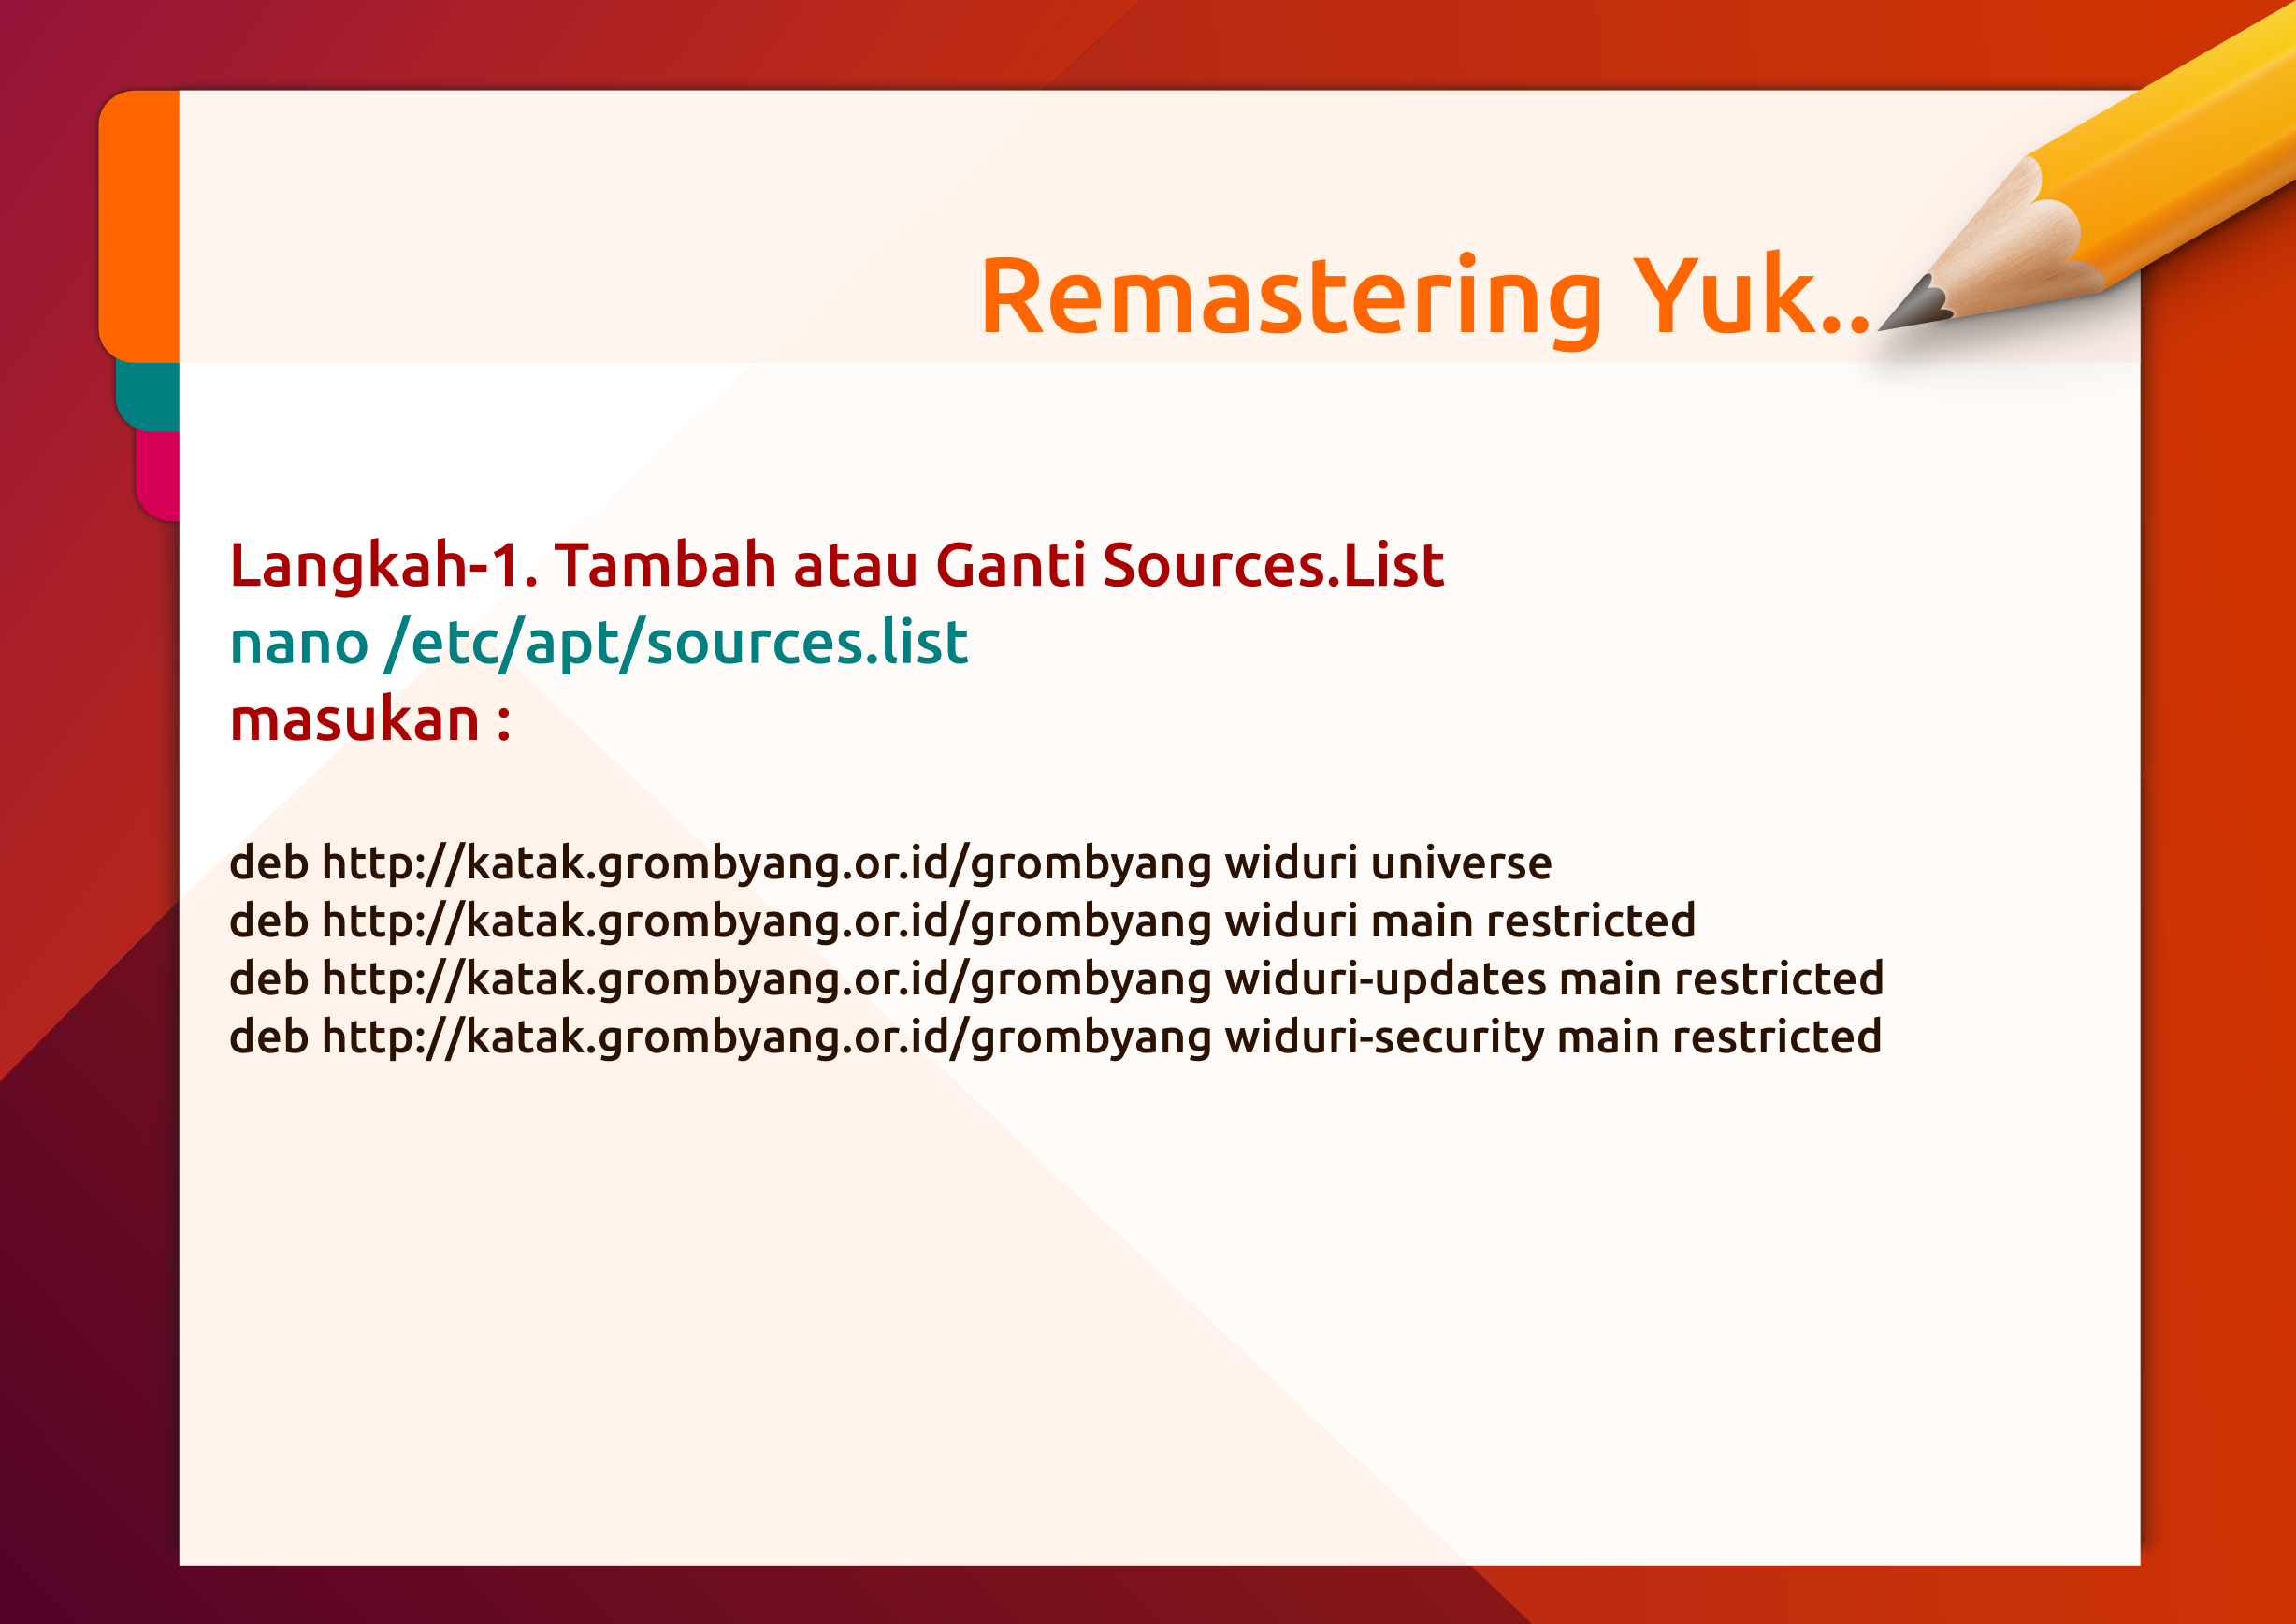 Remastering Yuk..
Langkah-1. Tambah atau Ganti Sources.List
nano /etc/apt/sources.list
masukan :
deb http://katak.grombyang.or.id/grombyang widuri universe
deb http://katak.grombyang.or.id/grombyang widuri main restricted
deb http://katak.grombyang.or.id/grombyang widuri-updates main restricted
deb http://katak.grombyang.or.id/grombyang widuri-security main restricted